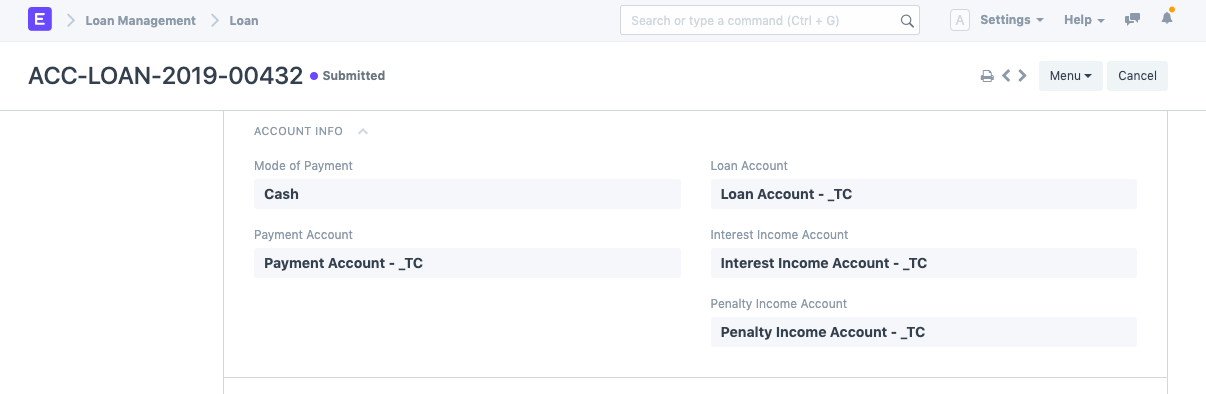 E Loan Management Loan Search or type a command (Ctrl + G) A Settings Help
ACC-LOAN-2019-00432 Submitted Menu Cancel
ACCOUNT INFO
Mode of Payment Loan Account
Cash Loan Account - _TC
Payment Account Interest Income Account
Payment Account - _TC Interest Income Account - _TC
Penalty Income Account
Penalty Income Account - _TC